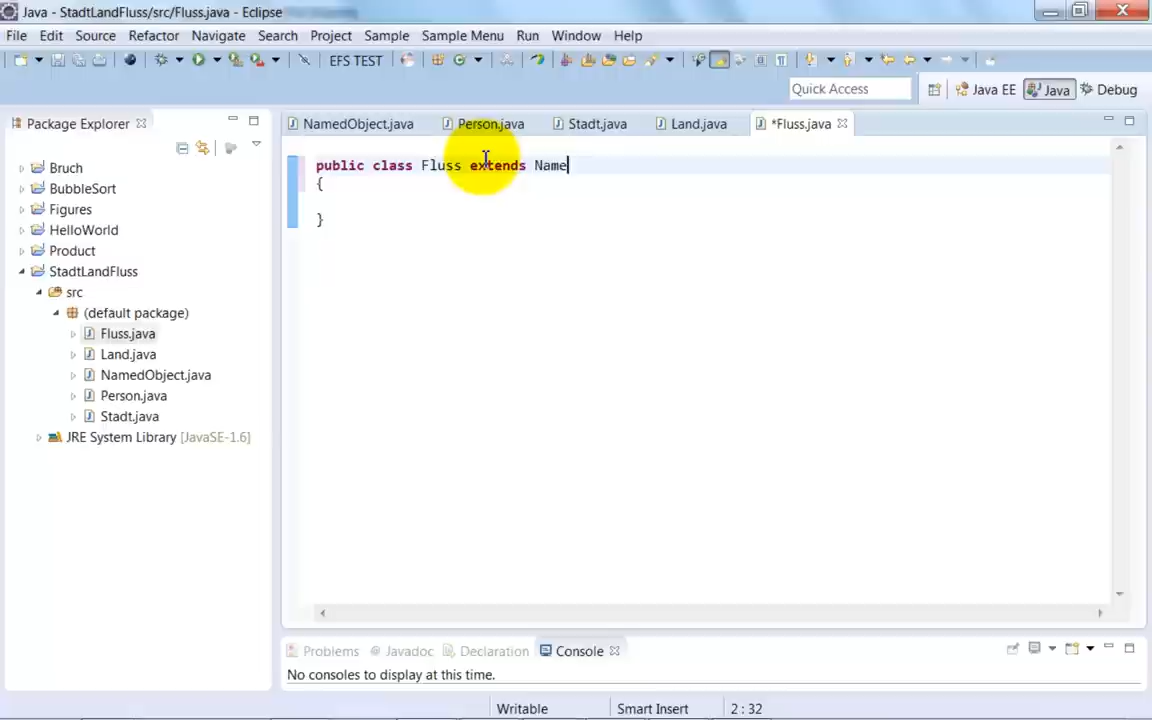 Java - StadtLandFluss/src/Fluss.java - Eclipse
File Edit Source Refactor Navigate Search Project Sample Sample Menu Run Window Help
EFS TEST
Quick Access
Java EE
Java
Debug
Package Explorer
NamedObject.java
Person.java
Stadt.java
Land.java
*Fluss.java
Bruch
BubbleSort
Figures
HelloWorld
Product
StadtLandFluss
src
(default package)
Fluss.java
Land.java
NamedObject.java
Person.java
Stadt.java
JRE System Library [JavaSE-1.6]
public class Fluss extends Name
{
}
Problems
Javadoc
Declaration
Console
No consoles to display at this time.
Writable
Smart Insert
2 : 32